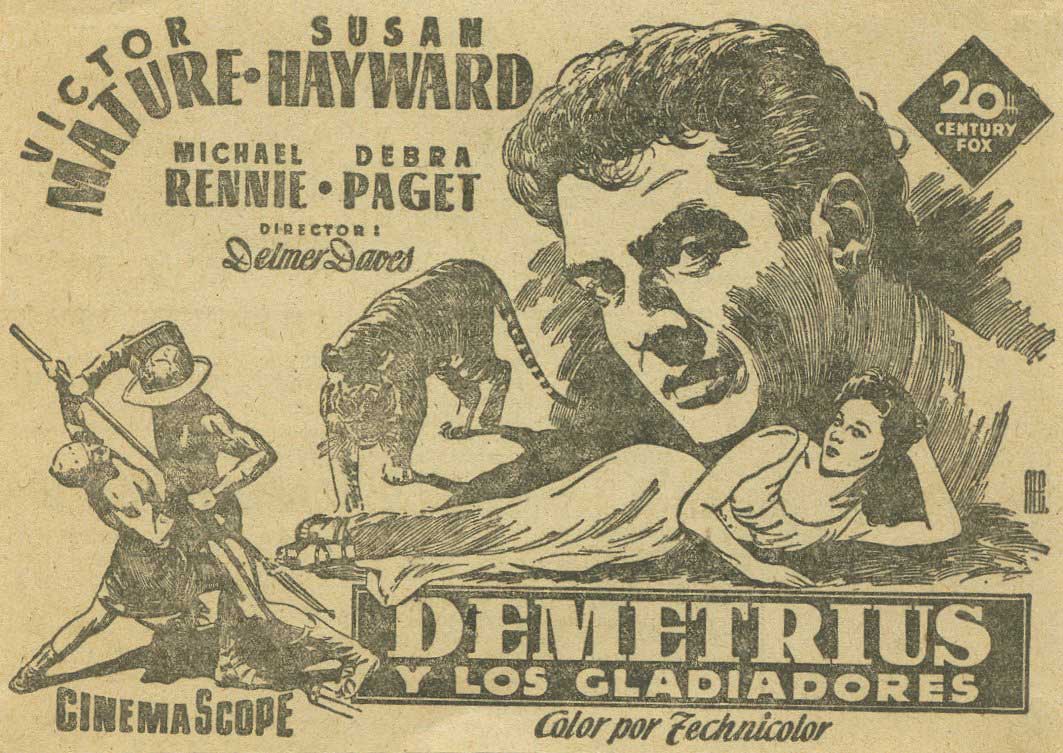 VICTOR
MATURE • SUSAN
HAYWARD
MICHAEL
RENNIE • DEBRA
PAGET
DIRECTOR:
Delmer Daves
20th
CENTURY
FOX
DEMETRIUS
Y LOS GLADIADORES
CINEMASCOPE
Color por Technicolor